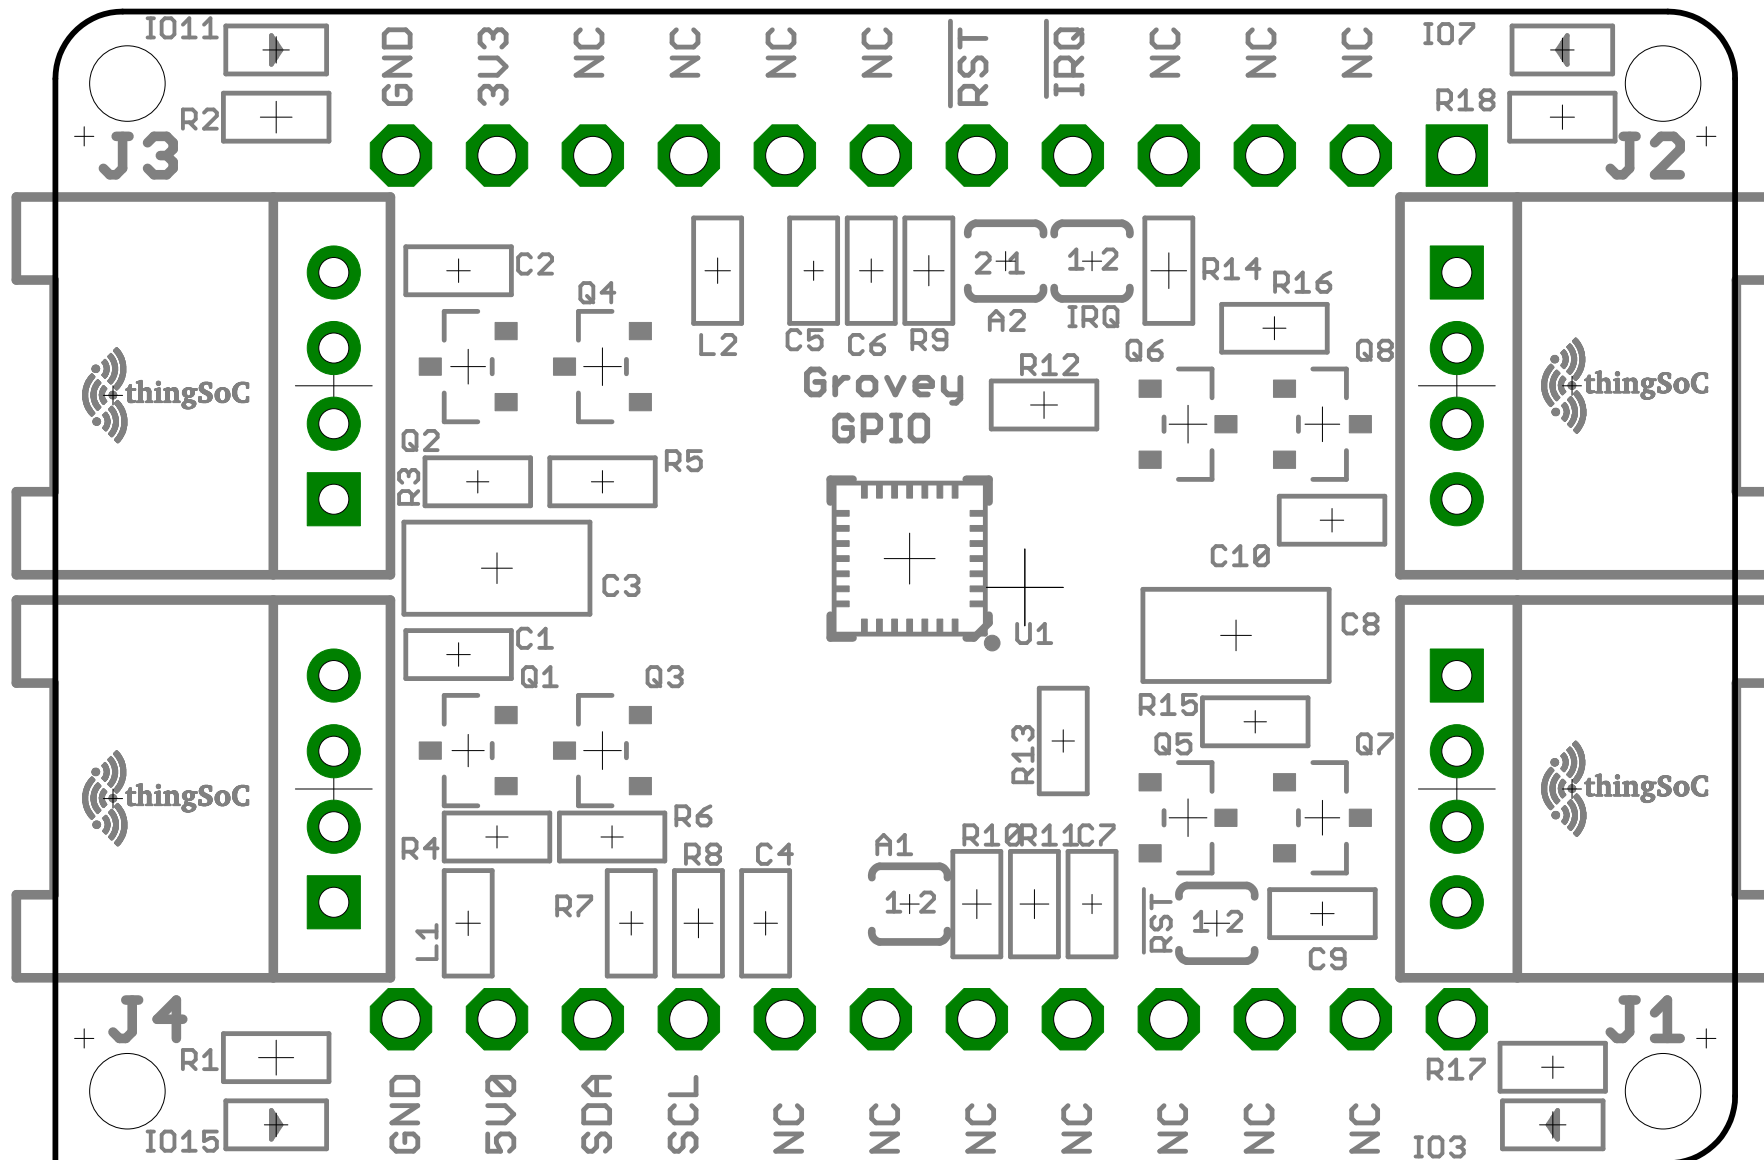 IO11
GND
3V3
NC
NC
NC
NC
RST
IRQ
NC
NC
NC
IO7
R2
R18
J3
J2
C2
Q4
2 1
1 2
R14
R16
L2
C5
C6
R9
A2
IRQ
Q6
Q8
R12
Grovey
GPIO
thingSoC
thingSoC
Q2
R3
R5
C10
C3
U1
C8
C1
Q1
Q3
R15
R13
Q5
Q7
thingSoC
thingSoC
R4
R6
R8
C4
A1
R10
R11
C7
R7
L1
1 2
RST
1 2
C9
J4
J1
R1
R17
GND
5V0
SDA
SCL
NC
NC
NC
NC
NC
NC
NC
IO15
IO3